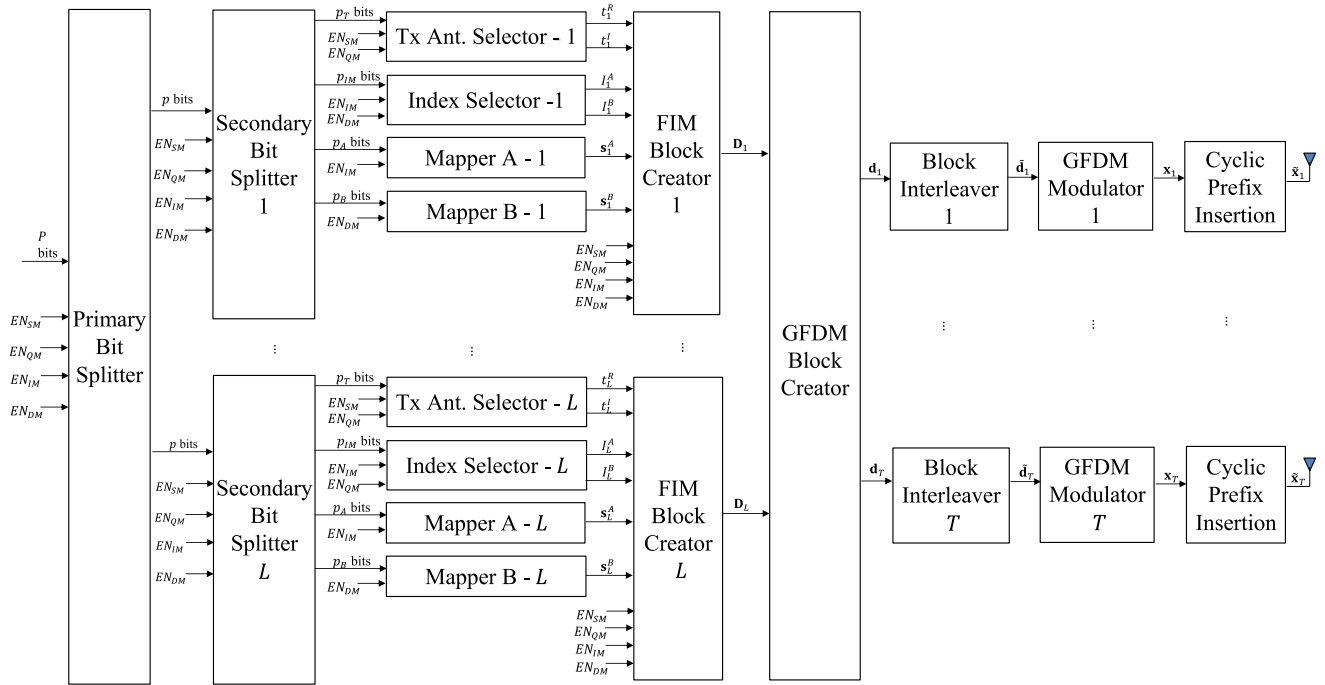 P
bits
EN_SM
EN_QM
EN_IM
EN_DM
Primary
Bit
Splitter
p bits
EN_SM
EN_QM
EN_IM
EN_DM
Secondary
Bit
Splitter
1
p_T bits
EN_SM
EN_QM
Tx Ant. Selector - 1
t_1^R
t_1^I
p_IM bits
EN_IM
EN_DM
Index Selector -1
I_1^A
I_1^B
p_A bits
EN_IM
Mapper A - 1
s_1^A
p_B bits
EN_DM
Mapper B - 1
s_1^B
EN_SM
EN_QM
EN_IM
EN_DM
FIM
Block
Creator
1
D_1
...
...
...
p bits
EN_SM
EN_QM
EN_IM
EN_DM
Secondary
Bit
Splitter
L
p_T bits
EN_SM
EN_QM
Tx Ant. Selector - L
t_L^R
t_L^I
p_IM bits
EN_IM
EN_QM
Index Selector - L
I_L^A
I_L^B
p_A bits
EN_IM
Mapper A - L
s_L^A
p_B bits
EN_DM
Mapper B - L
s_L^B
EN_SM
EN_QM
EN_IM
EN_DM
FIM
Block
Creator
L
D_L
GFDM
Block
Creator
d_1
Block
Interleaver
1
d̃_1
GFDM
Modulator
1
x_1
Cyclic
Prefix
Insertion
x̃_1
...
...
...
d_T
Block
Interleaver
T
d̃_T
GFDM
Modulator
T
x_T
Cyclic
Prefix
Insertion
x̃_T